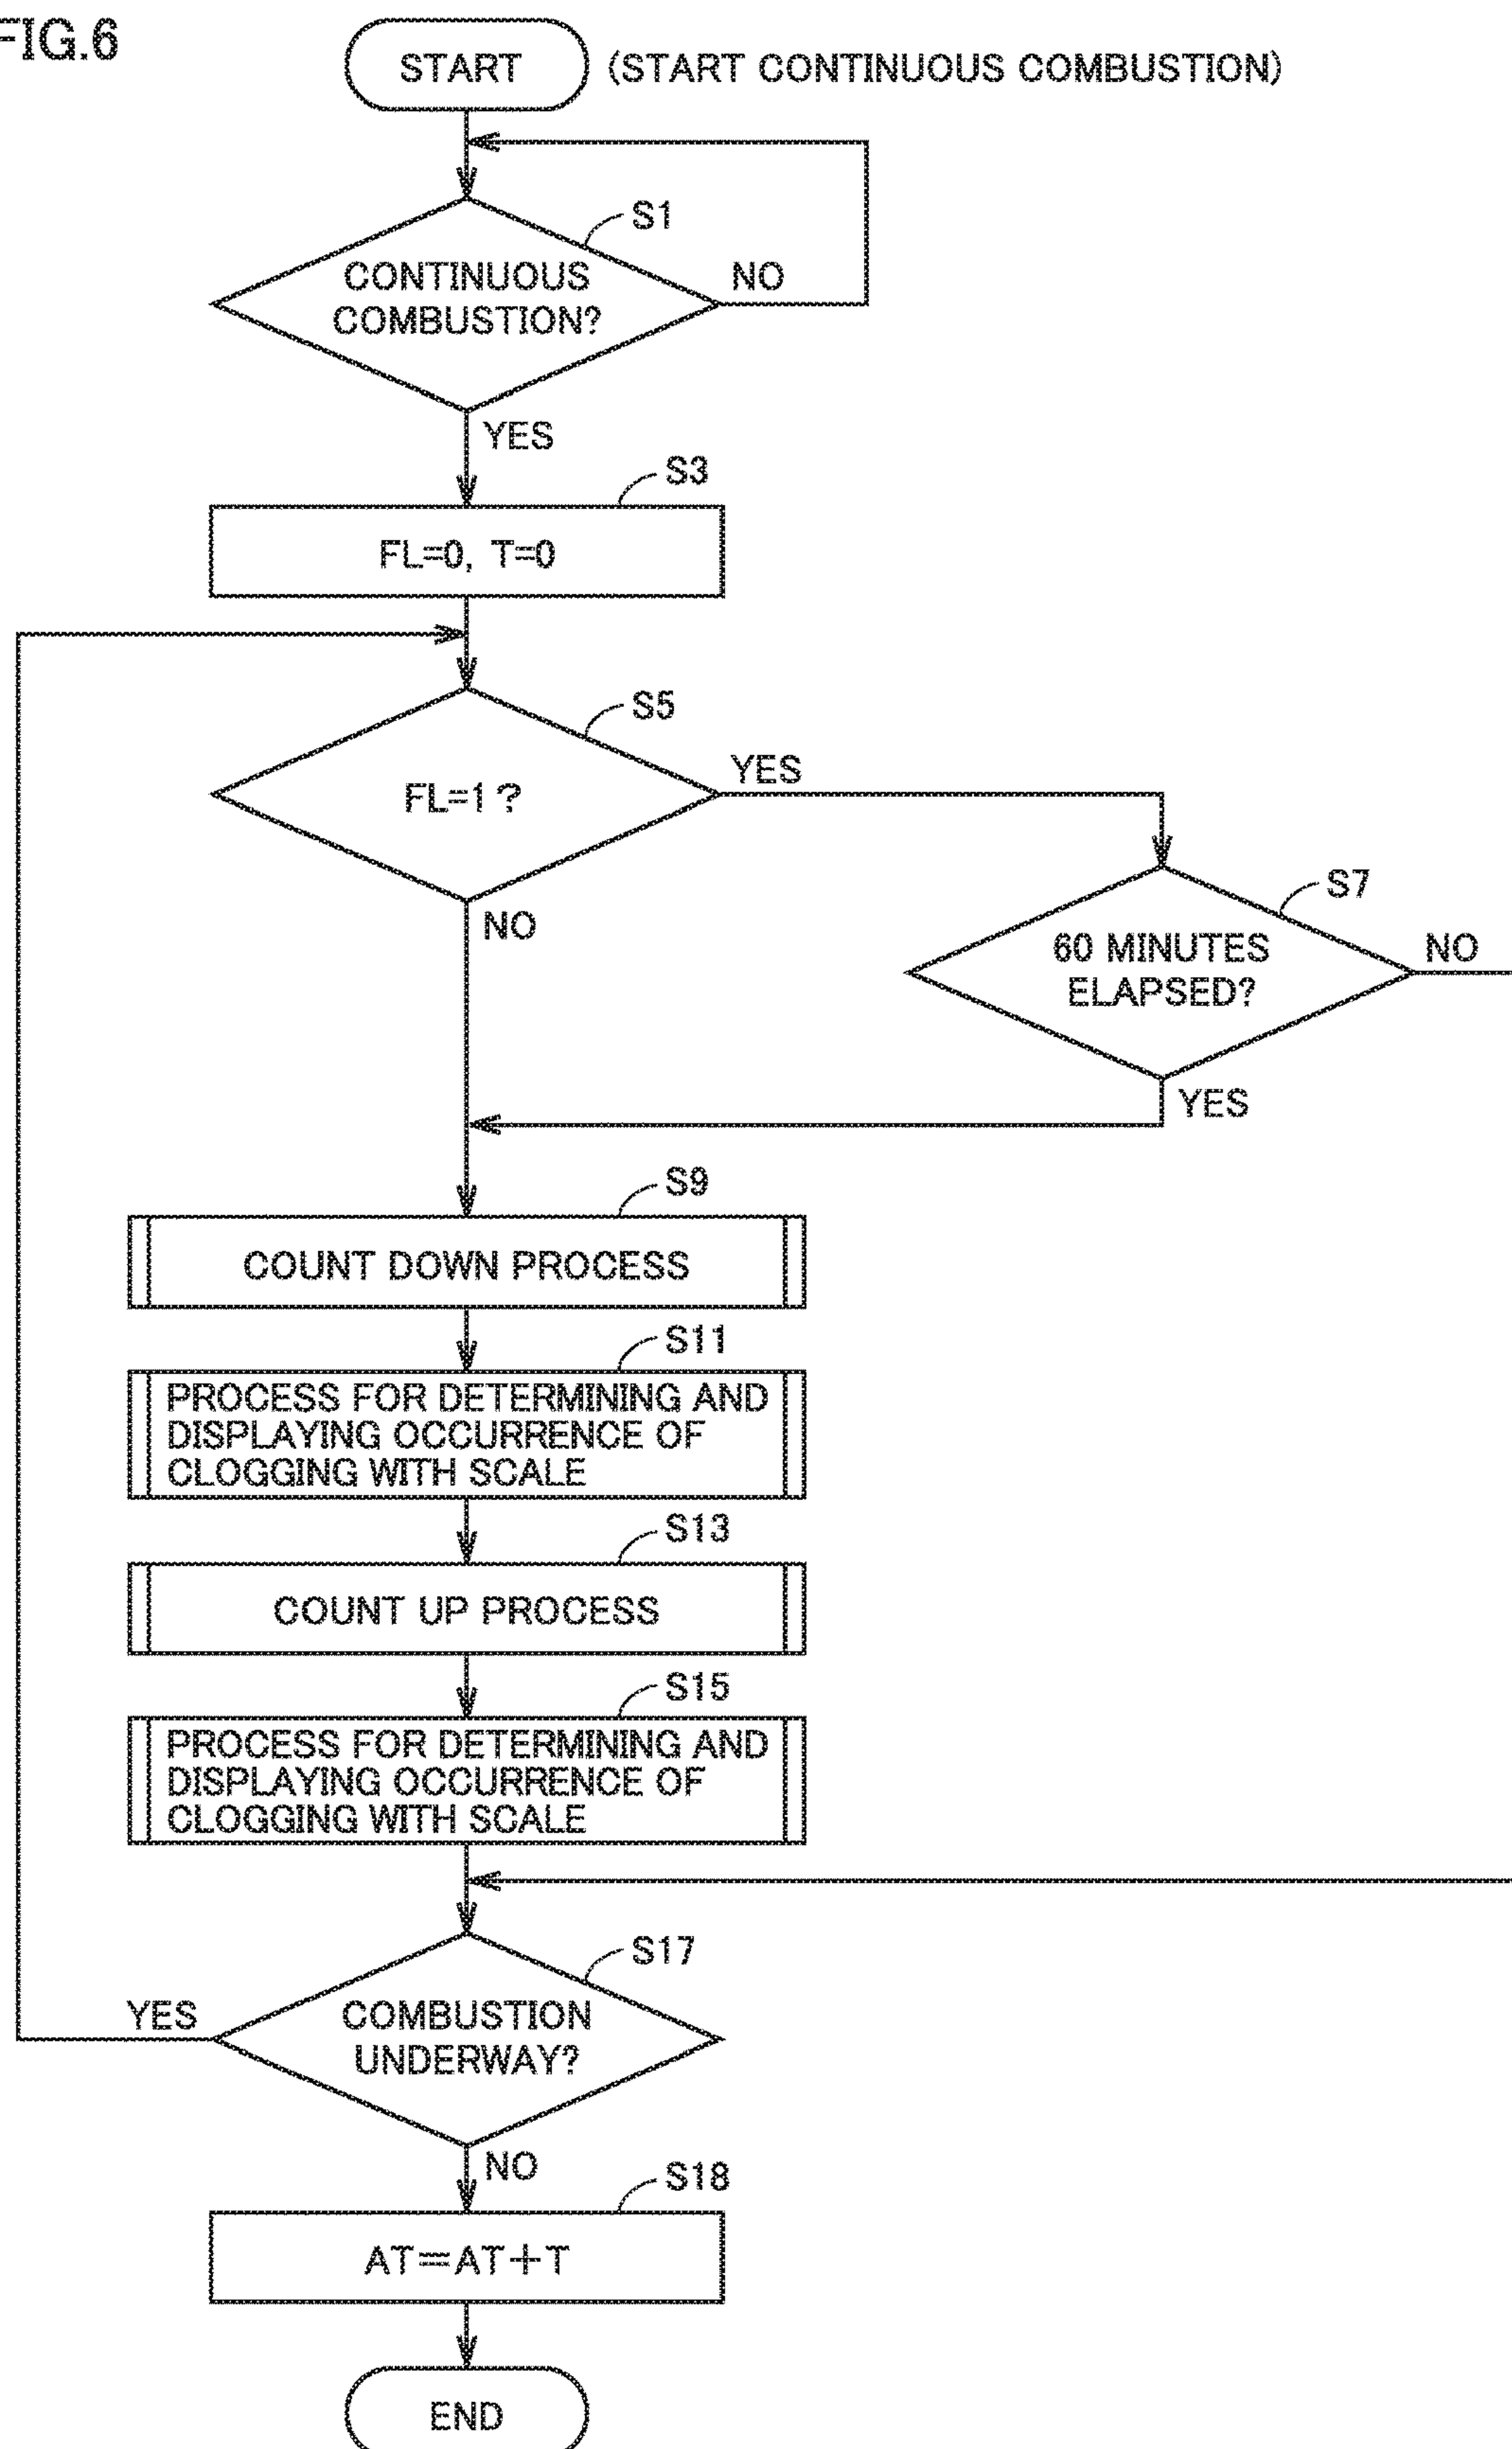 FIG.6
START
(START CONTINUOUS COMBUSTION)
S1
CONTINUOUS
COMBUSTION?
NO
YES
S3
FL=0, T=0
S5
FL=1?
YES
NO
S7
60 MINUTES
ELAPSED?
NO
YES
S9
COUNT DOWN PROCESS
S11
PROCESS FOR DETERMINING AND
DISPLAYING OCCURRENCE OF
CLOGGING WITH SCALE
S13
COUNT UP PROCESS
S15
PROCESS FOR DETERMINING AND
DISPLAYING OCCURRENCE OF
CLOGGING WITH SCALE
S17
YES
COMBUSTION
UNDERWAY?
NO
S18
AT=AT+T
END